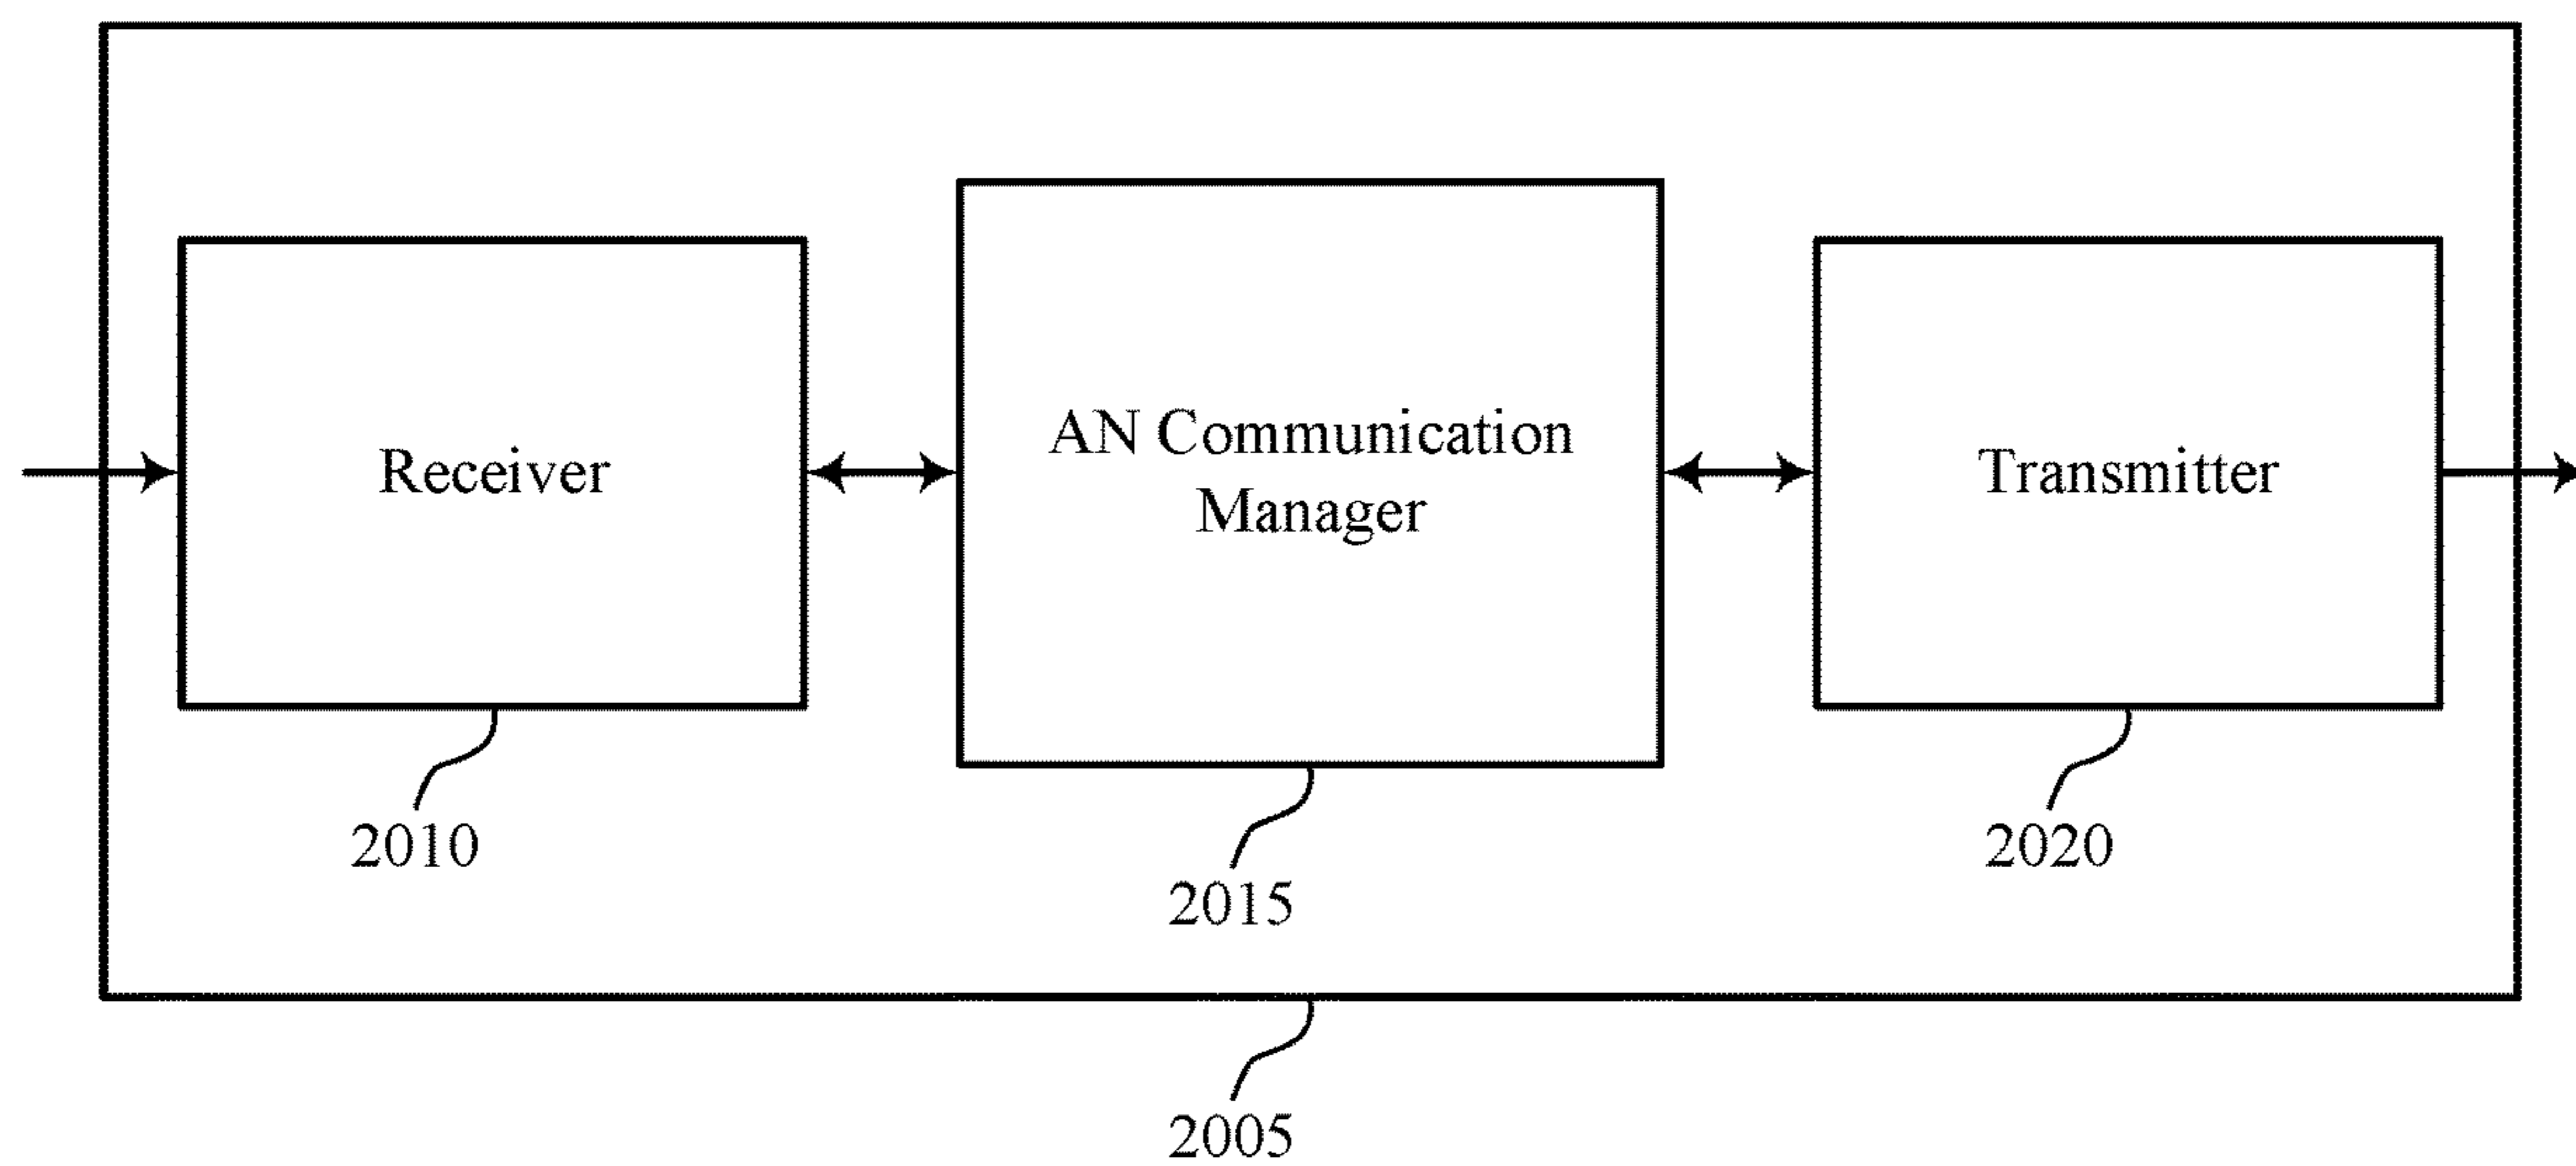 Receiver
AN Communication
Manager
Transmitter
2010
2015
2020
2005